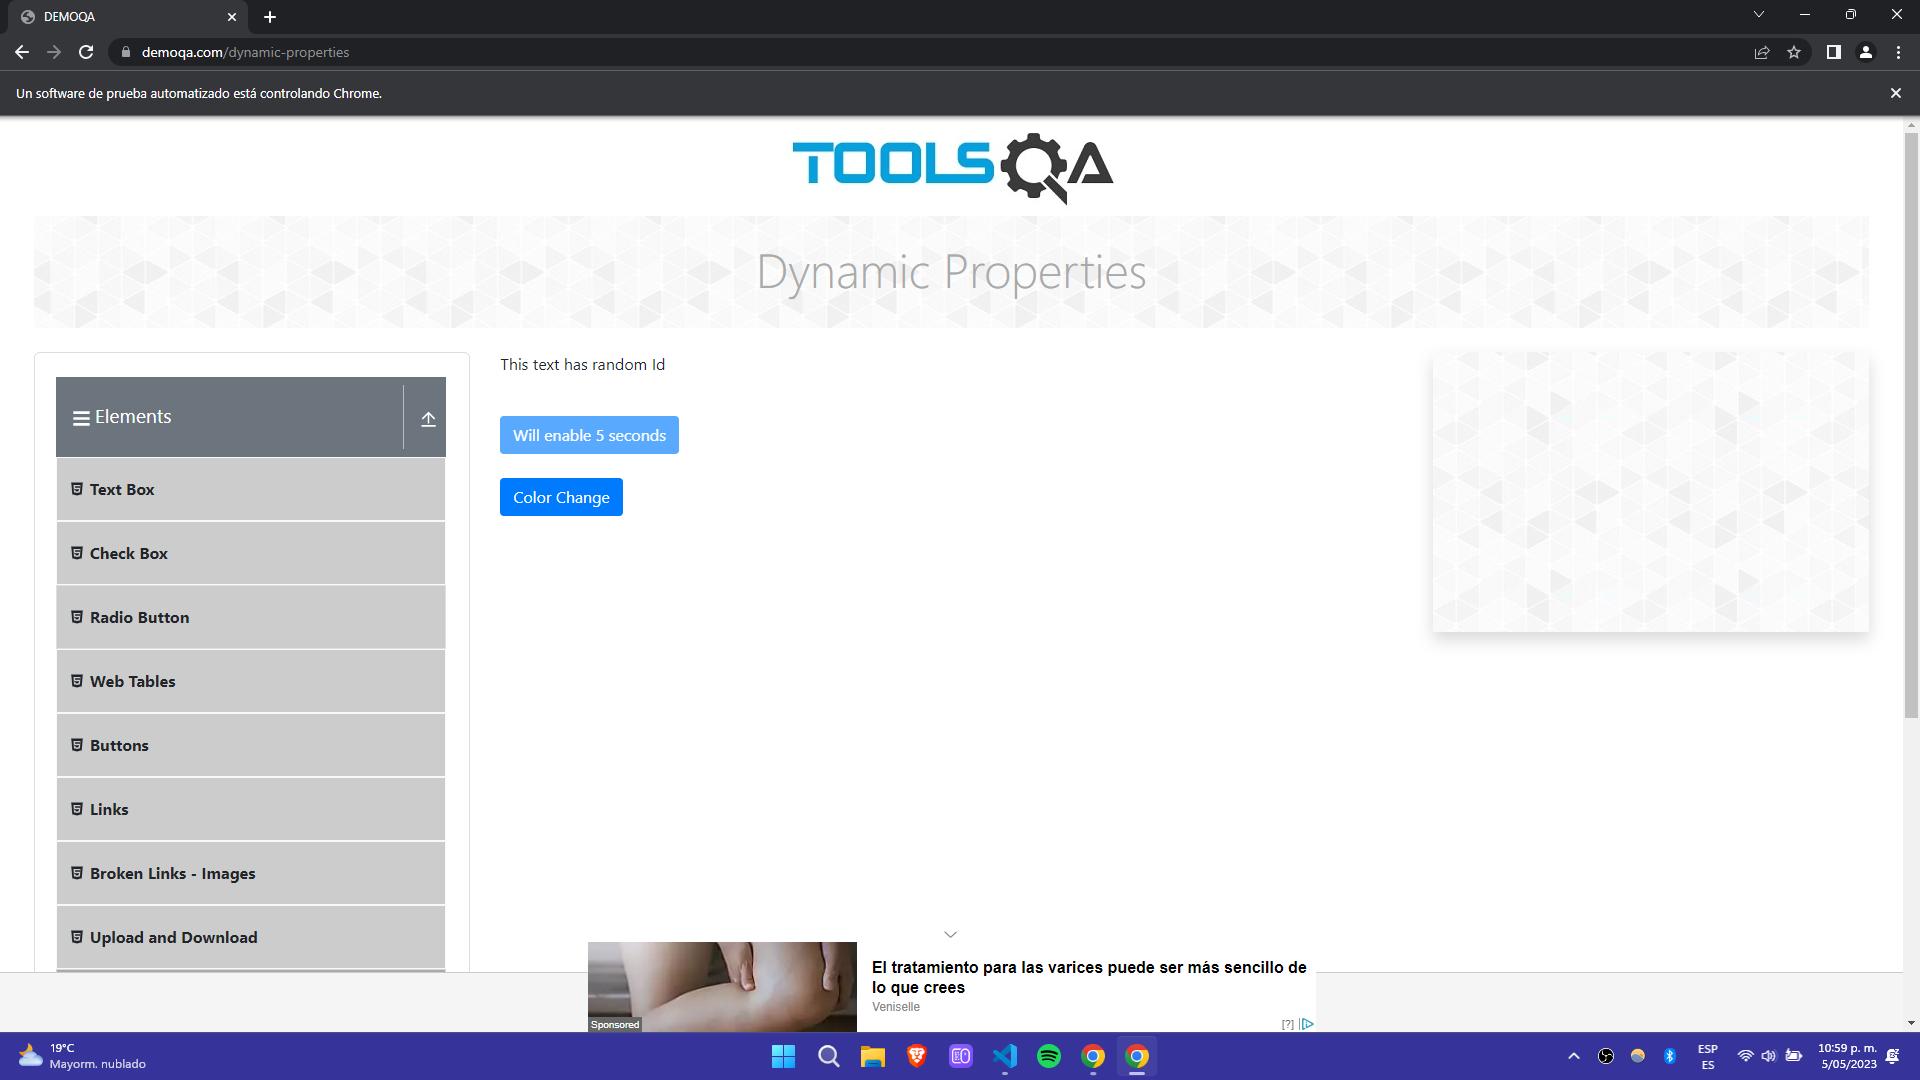 DEMOQA
demoqa.com/dynamic-properties
Un software de prueba automatizado está controlando Chrome.
TOOLSQA
Dynamic Properties
Elements
Text Box
Check Box
Radio Button
Web Tables
Buttons
Links
Broken Links - Images
Upload and Download
This text has random Id
Will enable 5 seconds
Color Change
El tratamiento para las varices puede ser más sencillo de
lo que crees
Veniselle
Sponsored
[?]
19°C
Mayorm. nublado
ESP
ES
10:59 p. m.
5/05/2023